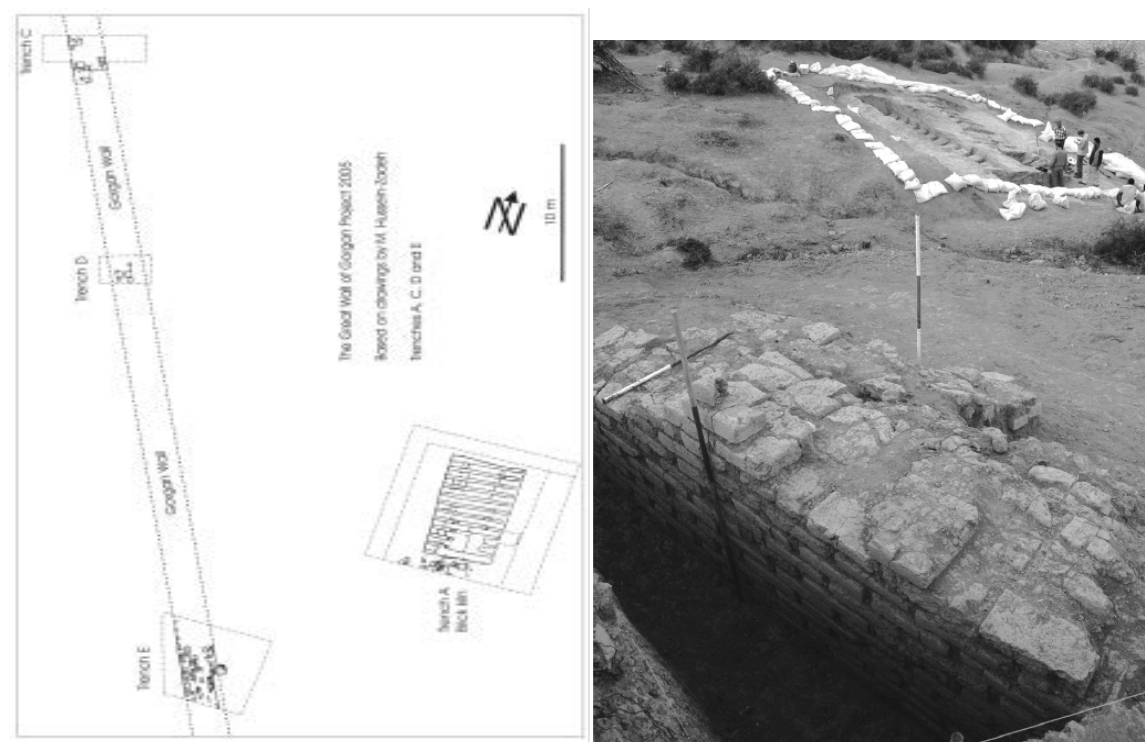 Trench C
Gorgan Wall
Trench D
Gorgan Wall
Trench E
The Great Wall of Gorgan Project 2005
Based on drawings by M. Hussein-Zadeh
Trenches A, C, D and E
N
10 m
Trench A
Brick kiln